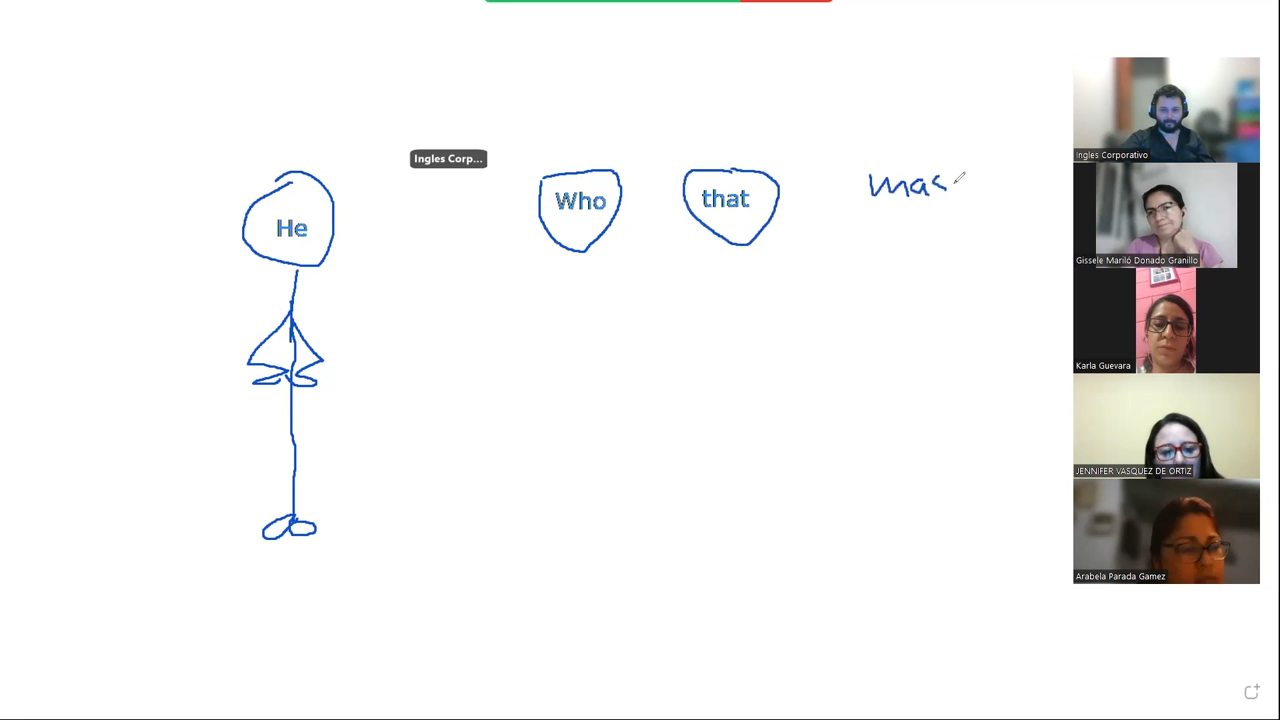 Ingles Corp...
He
Who
that
mas
Ingles Corporativo
Gissele Mariló Donado Granillo
Karla Guevara
JENNIFER VASQUEZ DE ORTIZ
Arabela Parada Gamez